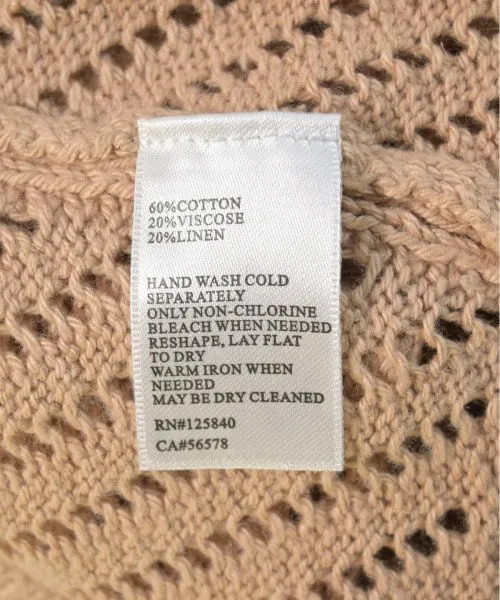 60%COTTON
20%VISCOSE
20%LINEN
HAND WASH COLD
SEPARATELY
ONLY NON-CHLORINE
BLEACH WHEN NEEDED
RESHAPE, LAY FLAT
TO DRY
WARM IRON WHEN
NEEDED
MAY BE DRY CLEANED
RN#125840
CA#56578